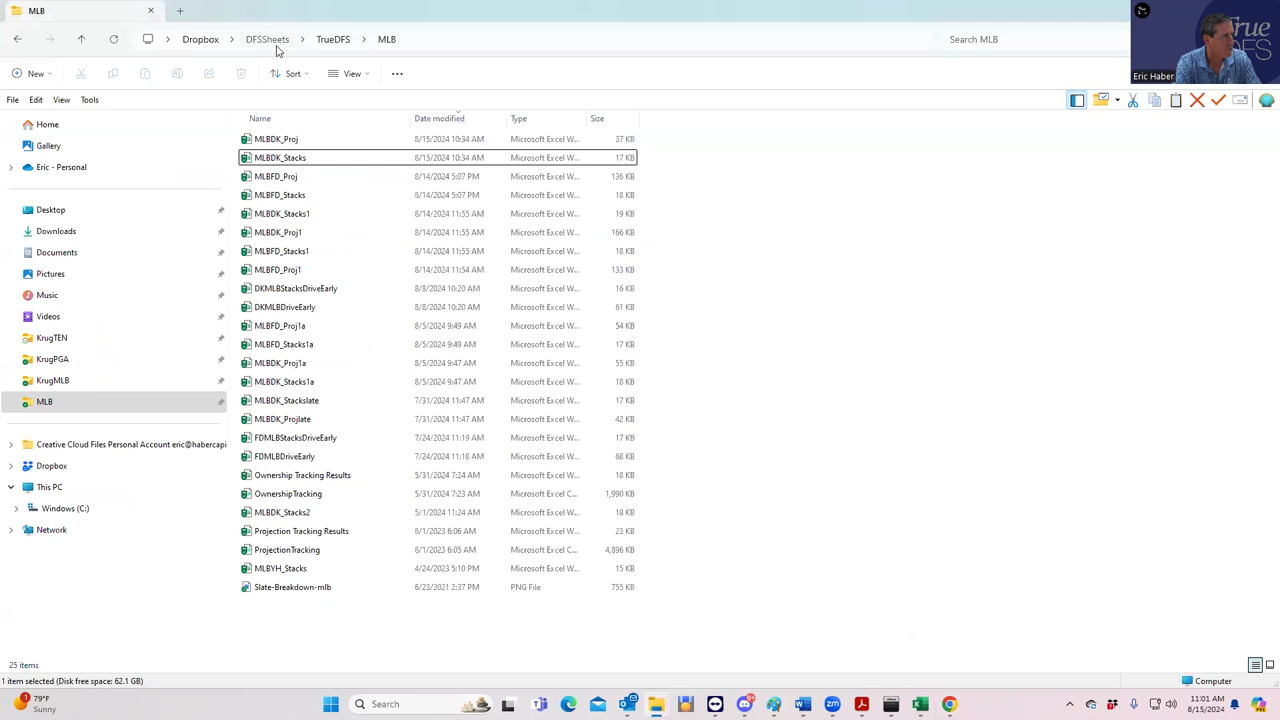 MLB
Dropbox > DFSSheets > TrueDFS > MLB
Search MLB
True
DFS
Eric Haber
New
Sort
View
File Edit View Tools
Name Date modified Type Size
Home
Gallery
Eric - Personal
Desktop
Downloads
Documents
Pictures
Music
Videos
KrugTEN
KrugPGA
KrugMLB
MLB
Creative Cloud Files Personal Account eric@habercapi
Dropbox
This PC
Windows (C:)
Network
MLBDK_Proj 8/15/2024 10:34 AM Microsoft Excel W... 37 KB
MLBDK_Stacks 8/15/2024 10:34 AM Microsoft Excel W... 17 KB
MLBFD_Proj 8/14/2024 5:07 PM Microsoft Excel W... 136 KB
MLBFD_Stacks 8/14/2024 5:07 PM Microsoft Excel W... 18 KB
MLBDK_Stacks1 8/14/2024 11:55 AM Microsoft Excel W... 19 KB
MLBDK_Proj1 8/14/2024 11:55 AM Microsoft Excel W... 166 KB
MLBFD_Stacks1 8/14/2024 11:55 AM Microsoft Excel W... 18 KB
MLBFD_Proj1 8/14/2024 11:54 AM Microsoft Excel W... 133 KB
DKMLBStacksDriveEarly 8/8/2024 10:20 AM Microsoft Excel W... 16 KB
DKMLBDriveEarly 8/8/2024 10:20 AM Microsoft Excel W... 61 KB
MLBFD_Proj1a 8/5/2024 9:49 AM Microsoft Excel W... 54 KB
MLBFD_Stacks1a 8/5/2024 9:49 AM Microsoft Excel W... 18 KB
MLBDK_Proj1a 8/5/2024 9:47 AM Microsoft Excel W... 55 KB
MLBDK_Stacks1a 8/5/2024 9:47 AM Microsoft Excel W... 18 KB
MLBDK_Stackslate 7/31/2024 11:47 AM Microsoft Excel W... 17 KB
MLBDK_Projlate 7/31/2024 11:47 AM Microsoft Excel W... 42 KB
FDMLBStacksDriveEarly 7/24/2024 11:19 AM Microsoft Excel W... 17 KB
FDMLBDriveEarly 7/24/2024 11:18 AM Microsoft Excel W... 68 KB
Ownership Tracking Results 5/31/2024 7:24 AM Microsoft Excel W... 18 KB
OwnershipTracking 5/31/2024 7:23 AM Microsoft Excel C... 1,990 KB
MLBDK_Stacks2 5/1/2024 11:24 AM Microsoft Excel W... 18 KB
Projection Tracking Results 8/1/2023 6:06 AM Microsoft Excel W... 23 KB
ProjectionTracking 8/1/2023 6:05 AM Microsoft Excel C... 4,896 KB
MLBYH_Stacks 4/24/2023 5:10 PM Microsoft Excel W... 15 KB
Slate-Breakdown-mlb 6/23/2021 2:37 PM PNG File 755 KB
25 items
1 item selected (Disk free space: 62.1 GB)
Computer
79°F
Sunny
Search
11:01 AM
8/15/2024